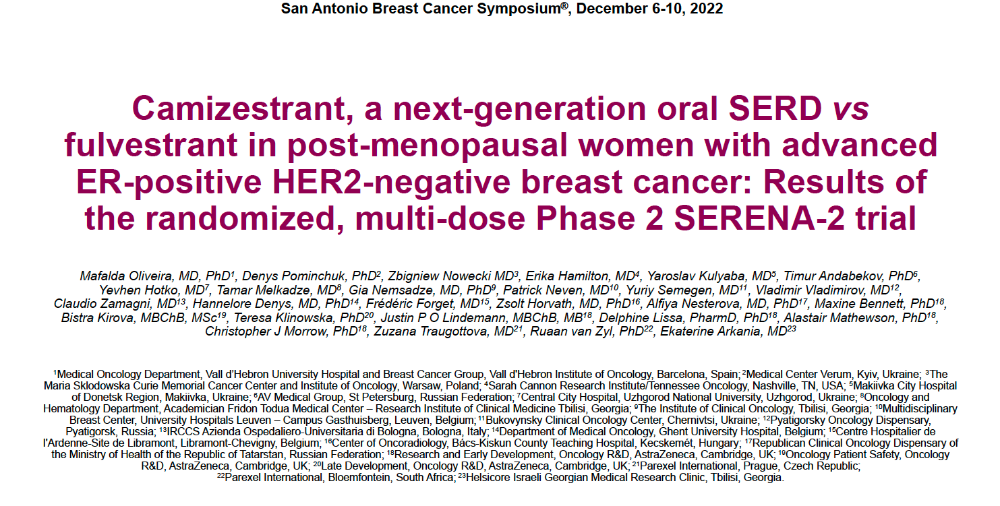 San Antonio Breast Cancer Symposium®, December 6-10, 2022
Camizestrant, a next-generation oral SERD vs
fulvestrant in post-menopausal women with advanced
ER-positive HER2-negative breast cancer: Results of
the randomized, multi-dose Phase 2 SERENA-2 trial
Mafalda Oliveira, MD, PhD¹, Denys Pominchuk, PhD², Zbigniew Nowecki MD³, Erika Hamilton, MD⁴, Yaroslav Kulyaba, MD⁵, Timur Andabekov, PhD⁶,
Yevhen Hotko, MD⁷, Tamar Melkadze, MD⁸, Gia Nemsadze, MD, PhD⁹, Patrick Neven, MD¹⁰, Yuriy Semegen, MD¹¹, Vladimir Vladimirov, MD¹²,
Claudio Zamagni, MD¹³, Hannelore Denys, MD, PhD¹⁴, Frédéric Forget, MD¹⁵, Zsolt Horvath, MD, PhD¹⁶, Alfiya Nesterova, MD, PhD¹⁷, Maxine Bennett, PhD¹⁸,
Bistra Kirova, MBChB, MSc¹⁹, Teresa Klinowska, PhD²⁰, Justin P O Lindemann, MBChB, MB¹⁸, Delphine Lissa, PharmD, PhD¹⁸, Alastair Mathewson, PhD¹⁸,
Christopher J Morrow, PhD¹⁸, Zuzana Traugottova, MD²¹, Ruaan van Zyl, PhD²², Ekaterine Arkania, MD²³
¹Medical Oncology Department, Vall d’Hebron University Hospital and Breast Cancer Group, Vall d'Hebron Institute of Oncology, Barcelona, Spain; ²Medical Center Verum, Kyiv, Ukraine; ³The
Maria Sklodowska Curie Memorial Cancer Center and Institute of Oncology, Warsaw, Poland; ⁴Sarah Cannon Research Institute/Tennessee Oncology, Nashville, TN, USA; ⁵Makiivka City Hospital
of Donetsk Region, Makiivka, Ukraine; ⁶AV Medical Group, St Petersburg, Russian Federation; ⁷Central City Hospital, Uzhgorod National University, Uzhgorod, Ukraine; ⁸Oncology and
Hematology Department, Academician Fridon Todua Medical Center – Research Institute of Clinical Medicine Tbilisi, Georgia; ⁹The Institute of Clinical Oncology, Tbilisi, Georgia; ¹⁰Multidisciplinary
Breast Center, University Hospitals Leuven – Campus Gasthuisberg, Leuven, Belgium; ¹¹Bukovynsky Clinical Oncology Center, Chernivtsi, Ukraine; ¹²Pyatigorsky Oncology Dispensary,
Pyatigorsk, Russia; ¹³IRCCS Azienda Ospedaliero-Universitaria di Bologna, Bologna, Italy; ¹⁴Department of Medical Oncology, Ghent University Hospital, Belgium; ¹⁵Centre Hospitalier de
l'Ardenne-Site de Libramont, Libramont-Chevigny, Belgium; ¹⁶Center of Oncoradiology, Bács-Kiskun County Teaching Hospital, Kecskemét, Hungary; ¹⁷Republican Clinical Oncology Dispensary of
the Ministry of Health of the Republic of Tatarstan, Russian Federation; ¹⁸Research and Early Development, Oncology R&D, AstraZeneca, Cambridge, UK; ¹⁹Oncology Patient Safety, Oncology
R&D, AstraZeneca, Cambridge, UK; ²⁰Late Development, Oncology R&D, AstraZeneca, Cambridge, UK; ²¹Parexel International, Prague, Czech Republic;
²²Parexel International, Bloemfontein, South Africa; ²³Helsicore Israeli Georgian Medical Research Clinic, Tbilisi, Georgia.